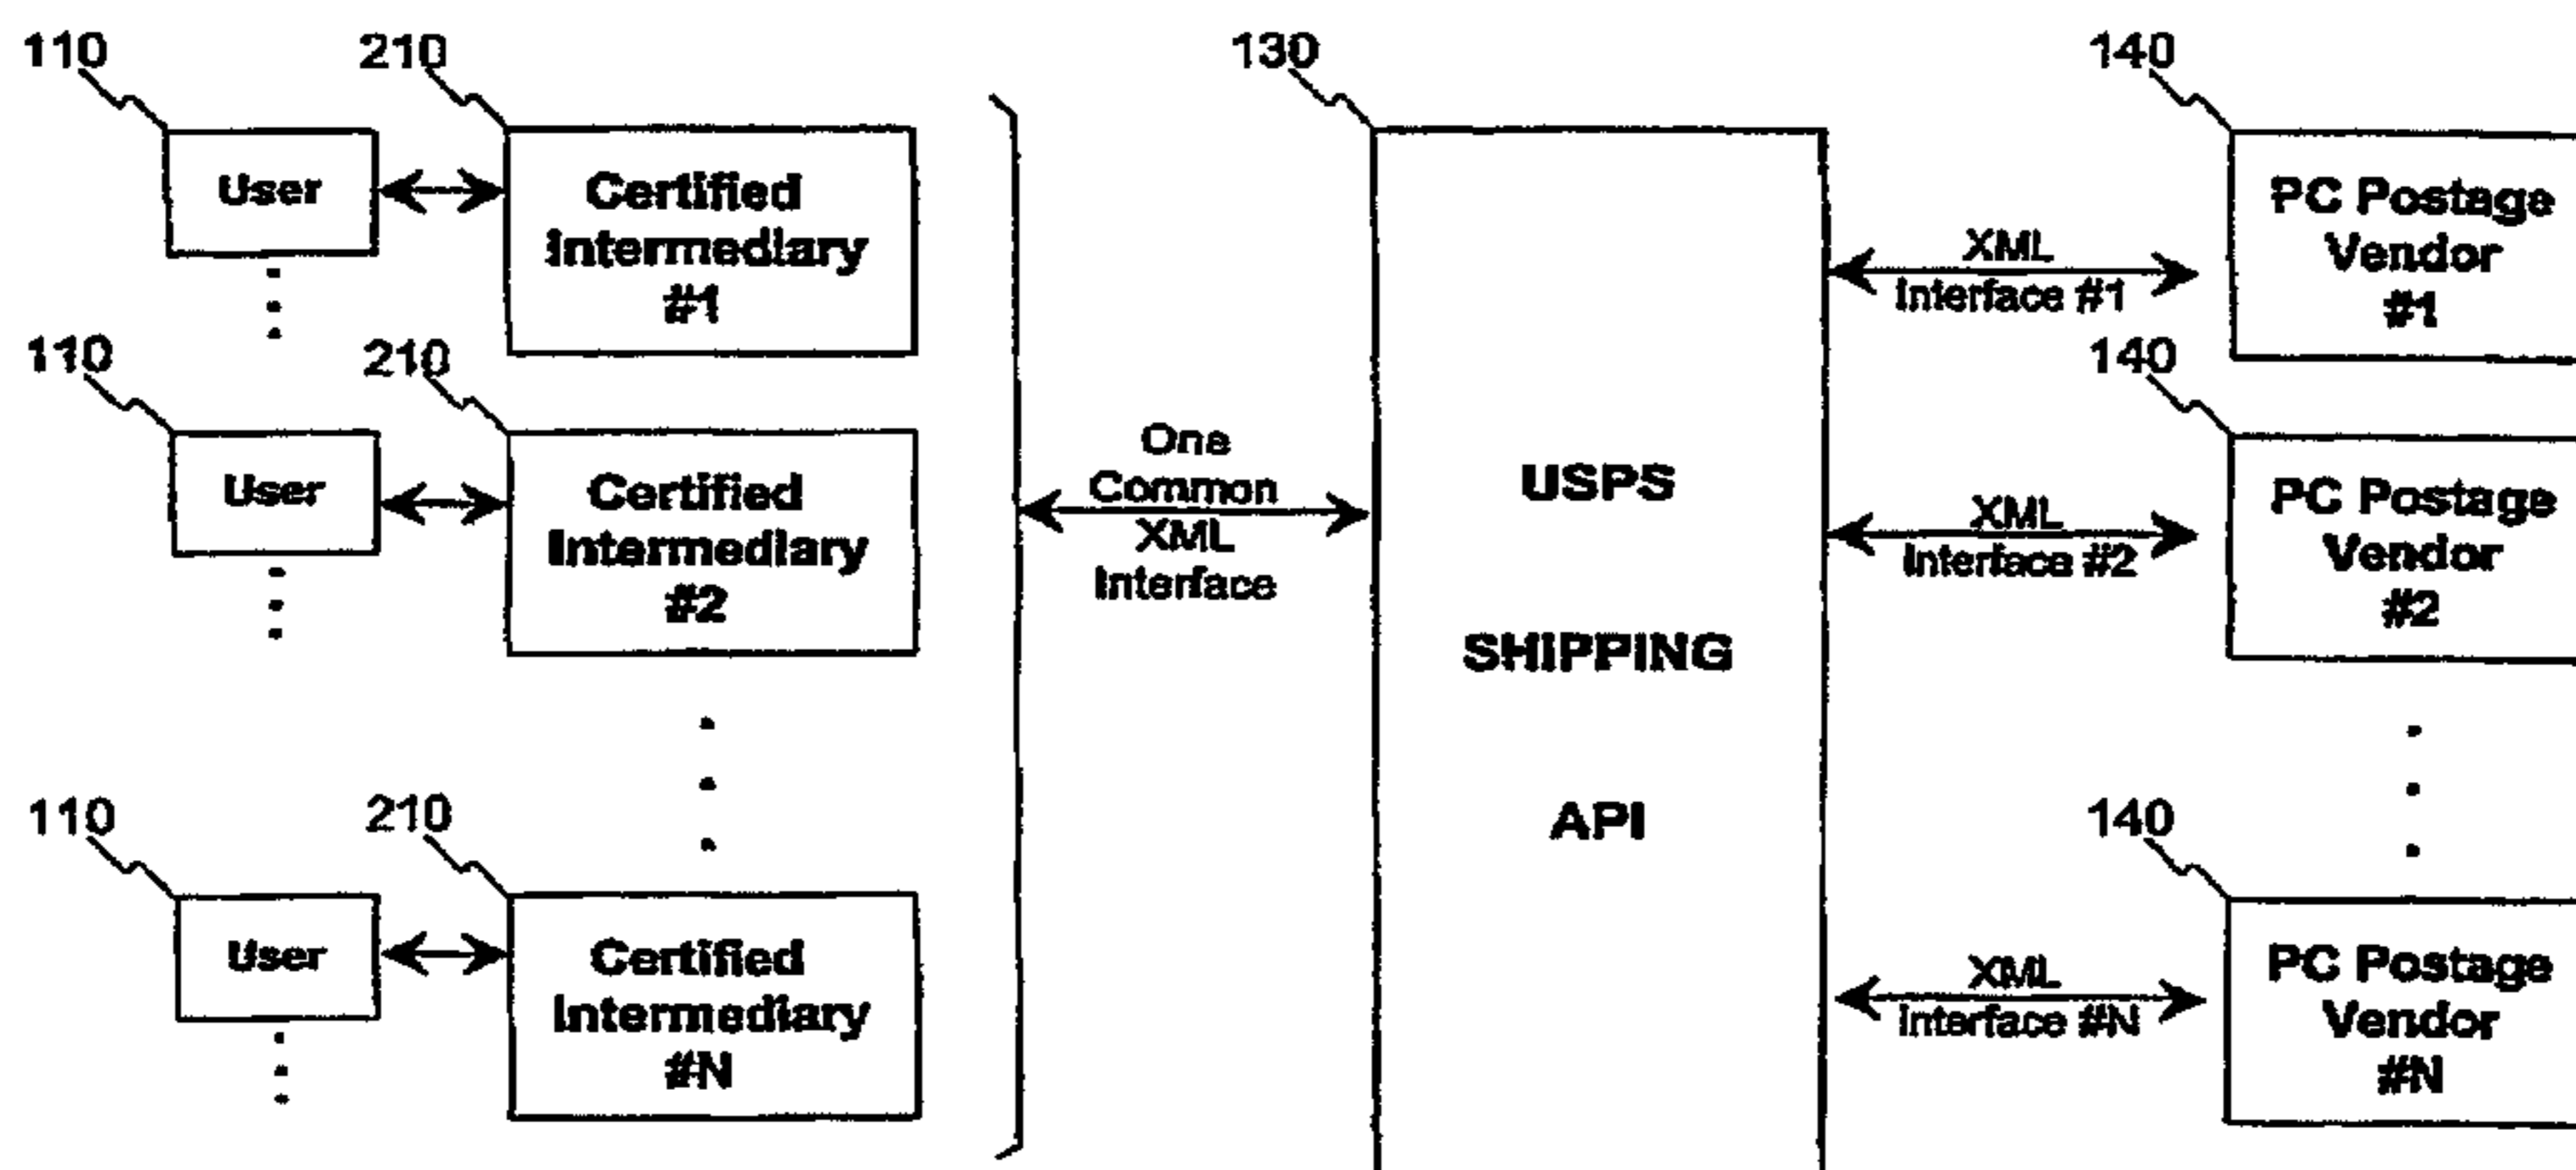 110
210
130
140
User
Certified
Intermediary
#1
XML
Interface #1
PC Postage
Vendor
#1
110
210
140
User
Certified
Intermediary
#2
One
Common
XML
Interface
USPS
SHIPPING
API
XML
Interface #2
PC Postage
Vendor
#2
110
210
140
User
Certified
Intermediary
#N
XML
Interface #N
PC Postage
Vendor
#N